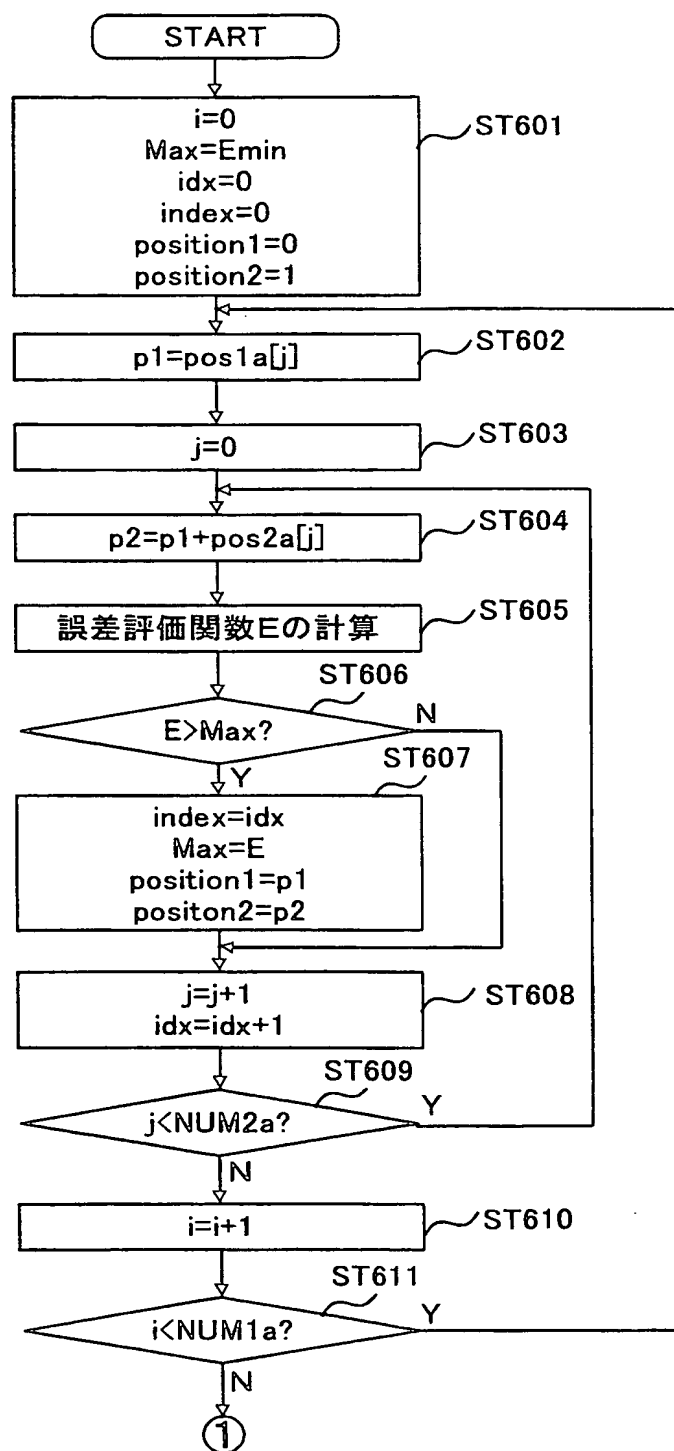 START
i=0
Max=Emin
idx=0
index=0
position1=0
position2=1
ST601
p1=pos1a[j]
ST602
j=0
ST603
p2=p1+pos2a[j]
ST604
誤差評価関数Eの計算
ST605
ST606
E>Max?
N
Y
ST607
index=idx
Max=E
position1=p1
positon2=p2
j=j+1
idx=idx+1
ST608
ST609
j<NUM2a?
Y
N
i=i+1
ST610
ST611
i<NUM1a?
Y
N
①